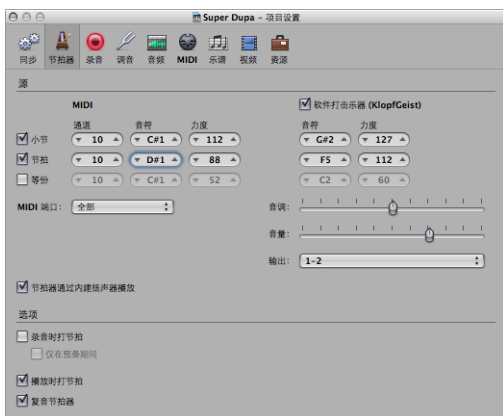 Super Dupa – 项目设置
同步 节拍器 录音 调音 音频 MIDI 乐谱 视频 资源
源
MIDI 软件打击乐器 (KlopfGeist)
通道 音符 力度 音符 力度
小节 10 C#1 112 G#2 127
节拍 10 D#1 88 F5 112
等份 10 C#1 52 C2 60
MIDI 端口: 全部 音调:
音量:
输出: 1-2
节拍器通过内建扬声器播放
选项
录音时打节拍
仅在预备期间
播放时打节拍
复音节拍器